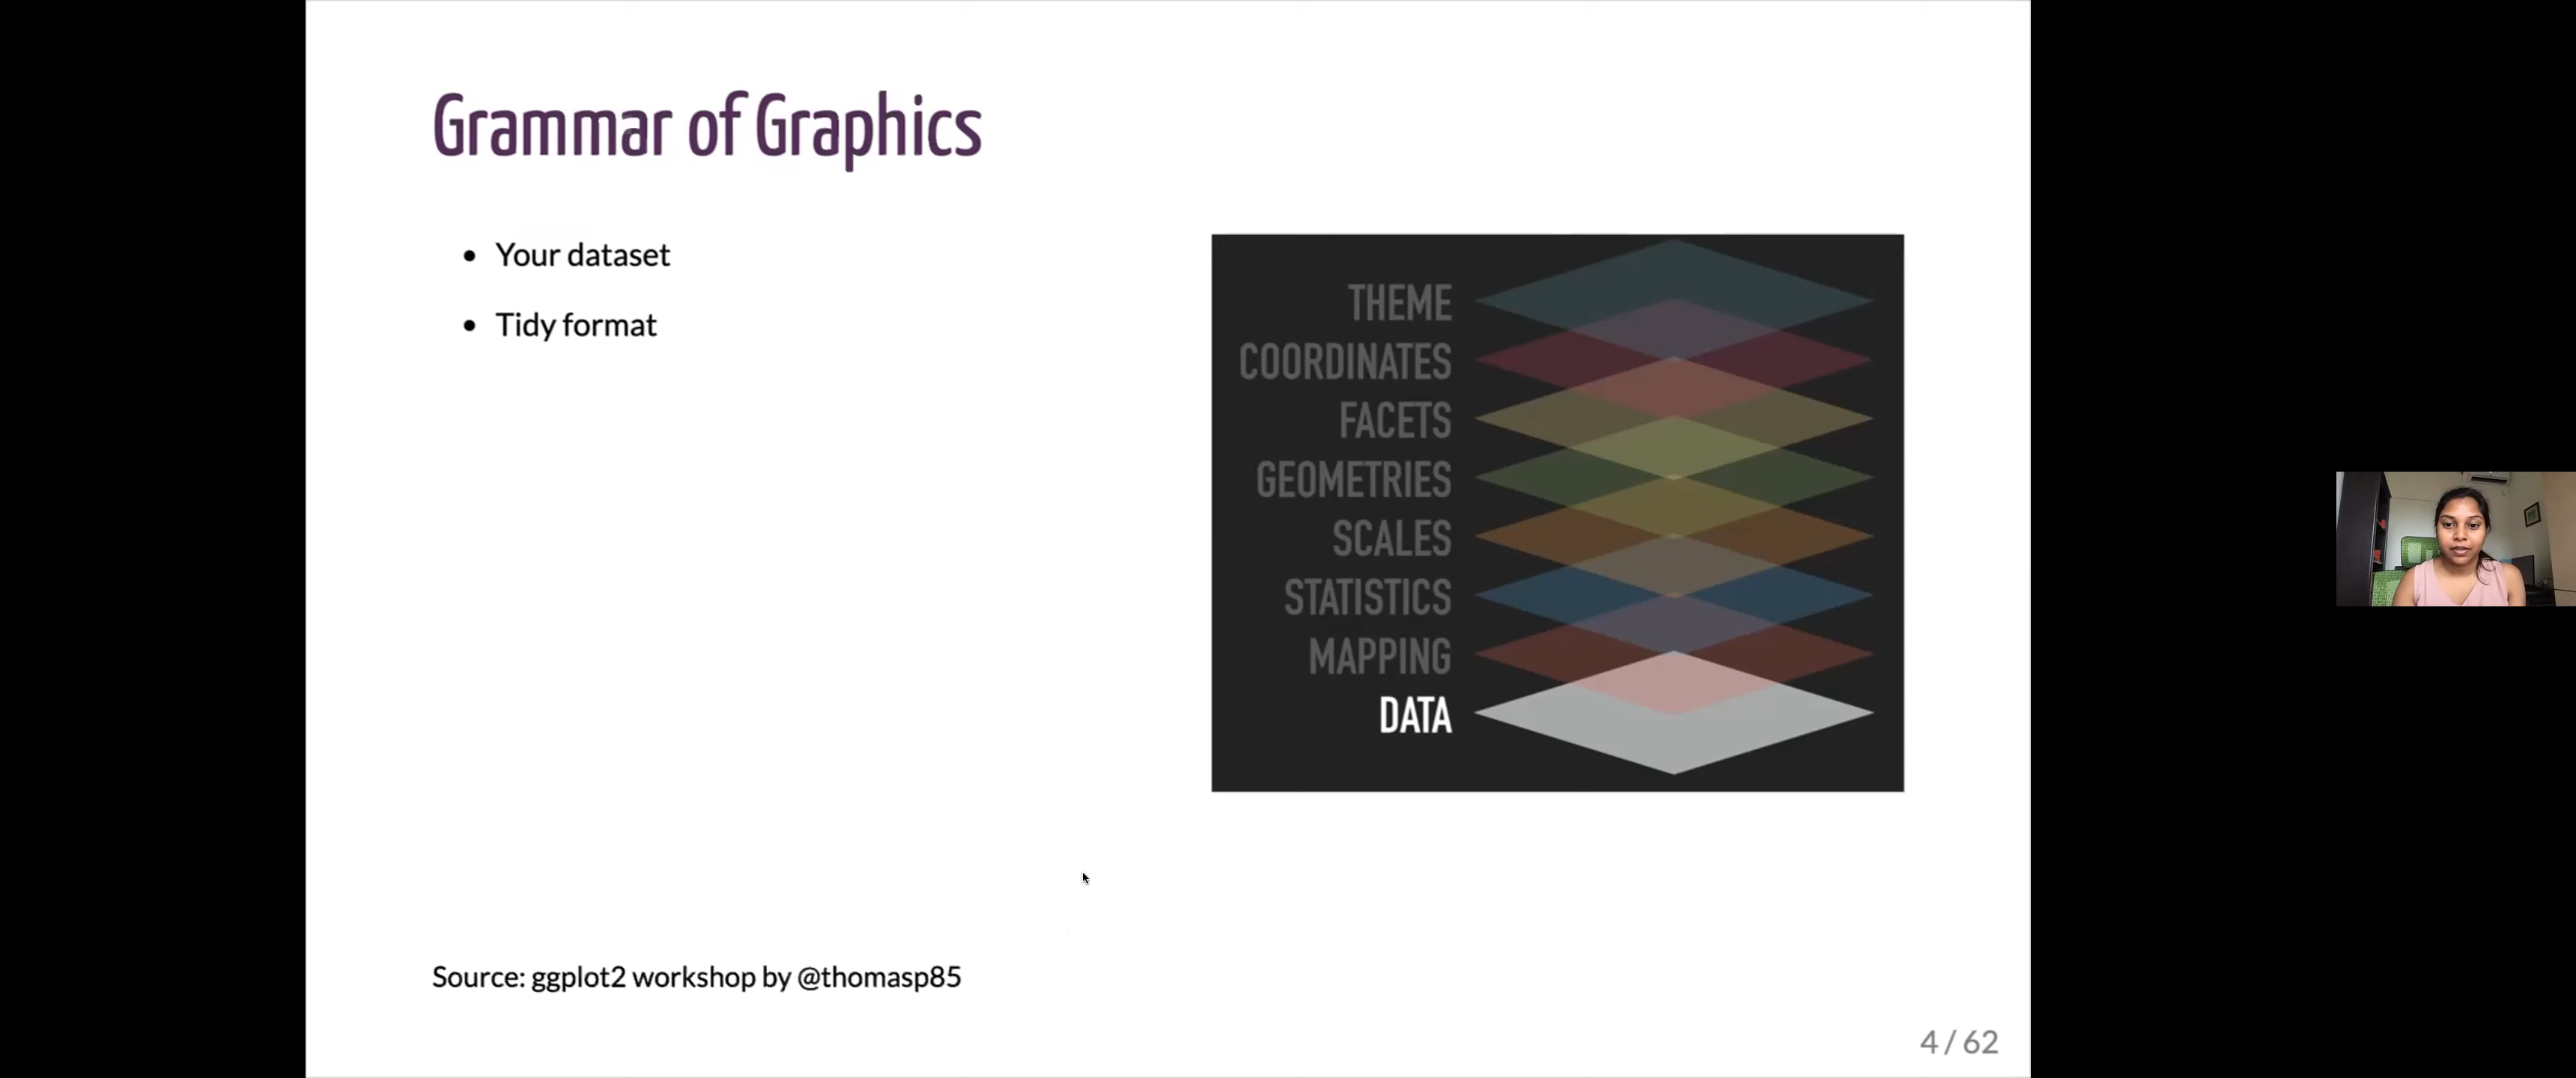 Grammar of Graphics
Your dataset
Tidy format
THEME
COORDINATES
FACETS
GEOMETRIES
SCALES
STATISTICS
MAPPING
DATA
Source: ggplot2 workshop by @thomasp85
4 / 62